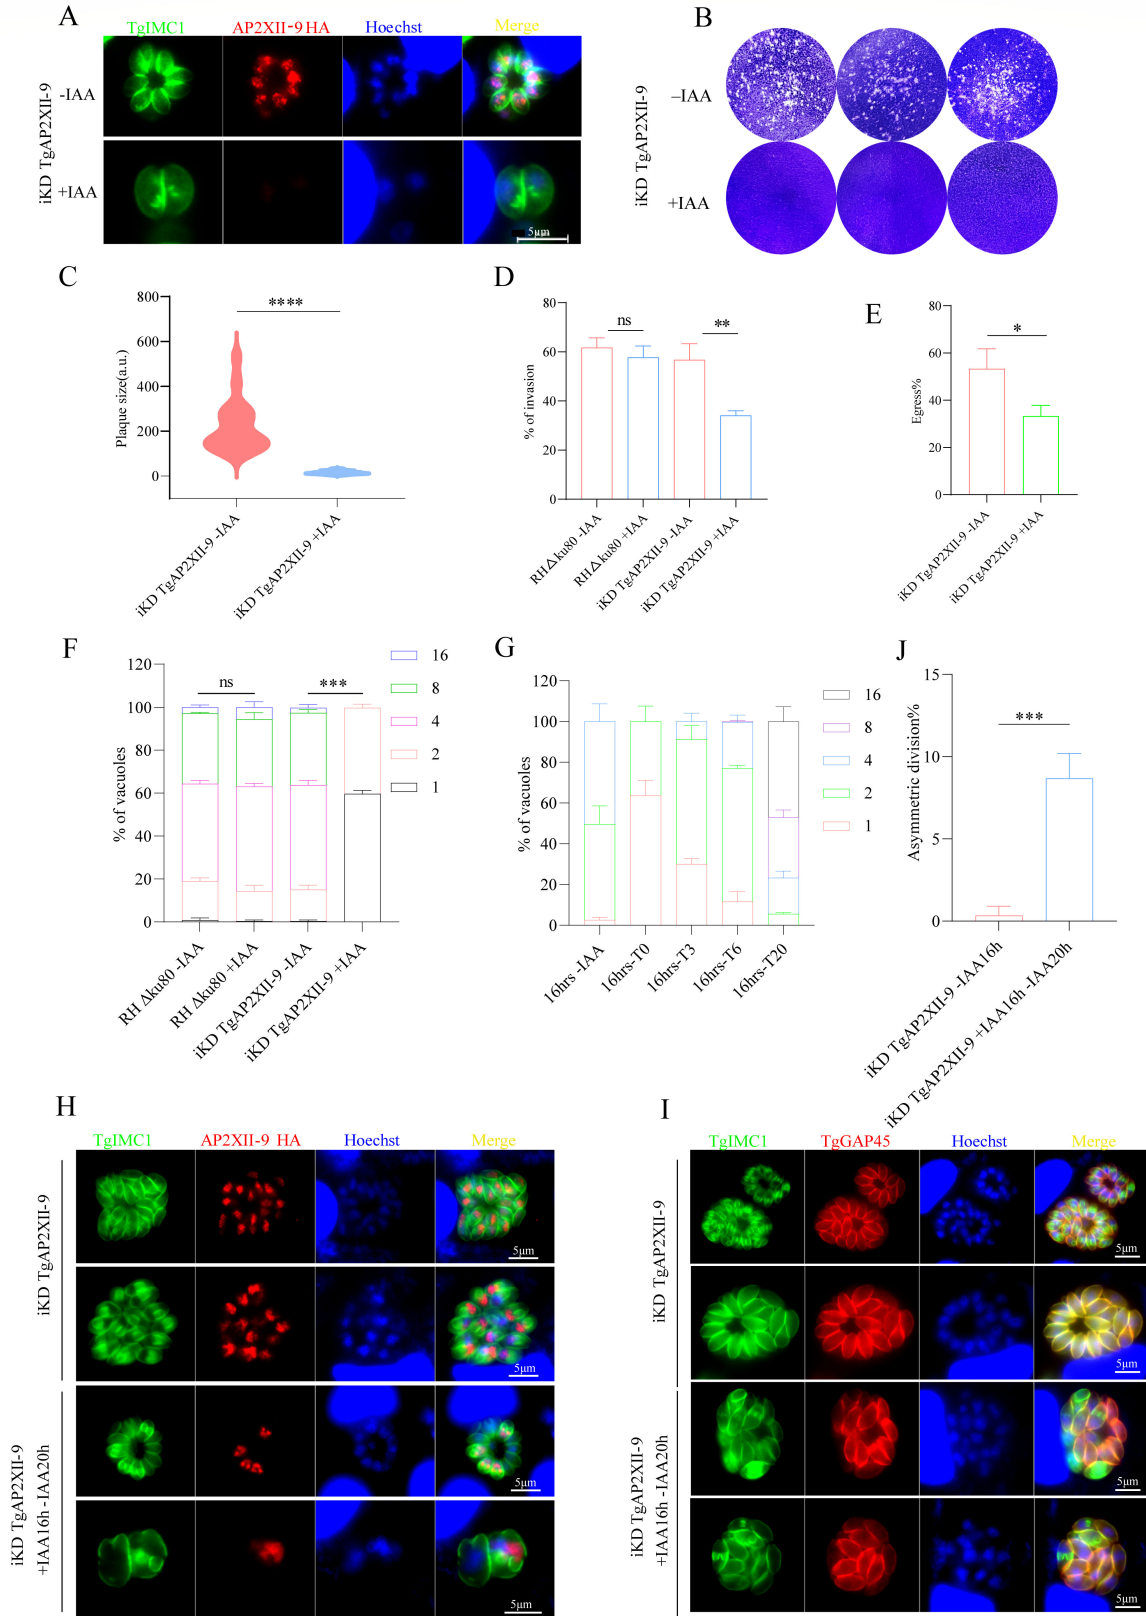 A
TgIMC1 AP2XII-9 HA Hoechst Merge
iKD TgAP2XII-9
-IAA
+IAA
5μm
B
iKD TgAP2XII-9
-IAA
+IAA
C
800
600
400
200
0
Plaque size(a.u.)
****
iKD TgAP2XII-9 -IAA
iKD TgAP2XII-9 +IAA
D
80
60
40
20
0
% of invasion
ns
**
RHΔku80 -IAA
RHΔku80 +IAA
iKD TgAP2XII-9 -IAA
iKD TgAP2XII-9 +IAA
E
80
60
40
20
0
Egress%
*
iKD TgAP2XII-9 -IAA
iKD TgAP2XII-9 +IAA
F
120
100
80
60
40
20
0
% of vacuoles
ns
***
16
8
4
2
1
RH Δku80 -IAA
RH Δku80 +IAA
iKD TgAP2XII-9 -IAA
iKD TgAP2XII-9 +IAA
G
120
100
80
60
40
20
0
% of vacuoles
16
8
4
2
1
16hrs -IAA
16hrs-T0
16hrs-T3
16hrs-T6
16hrs-T20
J
15
10
5
0
Asymmetric division%
***
iKD TgAP2XII-9 -IAA16h
iKD TgAP2XII-9 +IAA16h -IAA20h
H
TgIMC1 AP2XII-9 HA Hoechst Merge
iKD TgAP2XII-9
5μm
5μm
iKD TgAP2XII-9
+IAA16h -IAA20h
5μm
5μm
I
TgIMC1 TgGAP45 Hoechst Merge
iKD TgAP2XII-9
5μm
5μm
iKD TgAP2XII-9
+IAA16h -IAA20h
5μm
5μm